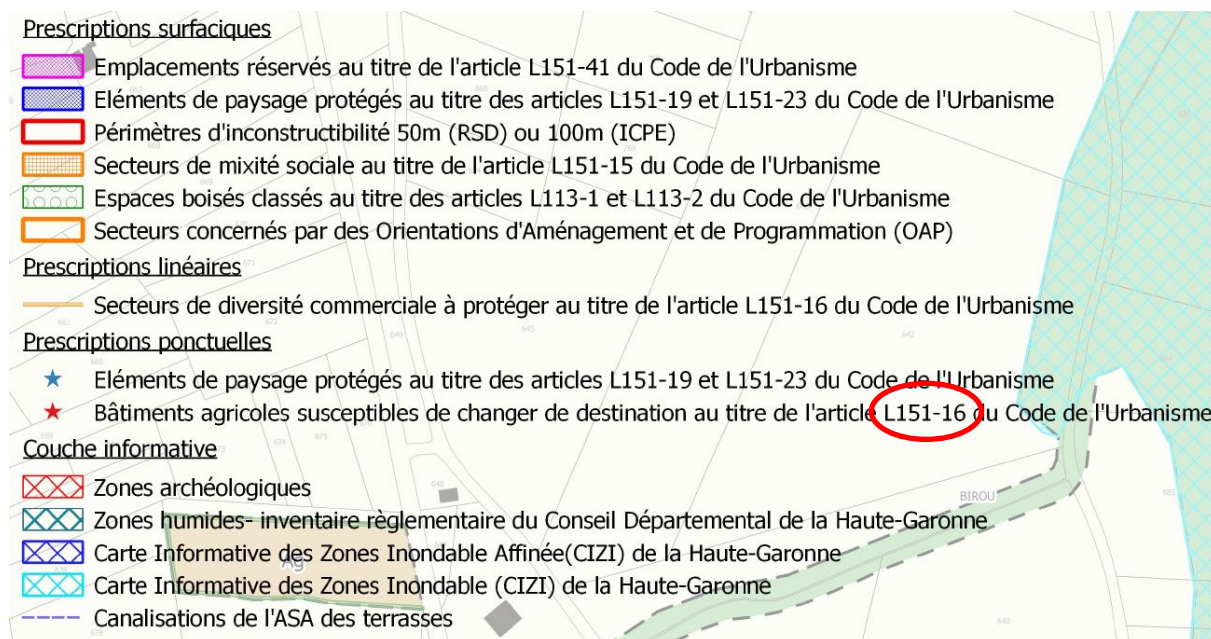 Prescriptions surfaciques
Emplacements réservés au titre de l'article L151-41 du Code de l'Urbanisme
Eléments de paysage protégés au titre des articles L151-19 et L151-23 du Code de l'Urbanisme
Périmètres d'inconstructibilité 50m (RSD) ou 100m (ICPE)
Secteurs de mixité sociale au titre de l'article L151-15 du Code de l'Urbanisme
Espaces boisés classés au titre des articles L113-1 et L113-2 du Code de l'Urbanisme
Secteurs concernés par des Orientations d'Aménagement et de Programmation (OAP)
Prescriptions linéaires
Secteurs de diversité commerciale à protéger au titre de l'article L151-16 du Code de l'Urbanisme
Prescriptions ponctuelles
Eléments de paysage protégés au titre des articles L151-19 et L151-23 du Code de l'Urbanisme
Bâtiments agricoles susceptibles de changer de destination au titre de l'article L151-16 du Code de l'Urbanisme
Couche informative
Zones archéologiques
BIROU
Zones humides- inventaire règlementaire du Conseil Départemental de la Haute-Garonne
Carte Informative des Zones Inondable Affinée(CIZI) de la Haute-Garonne
Carte Informative des Zones Inondable (CIZI) de la Haute-Garonne
Canalisations de l'ASA des terrasses